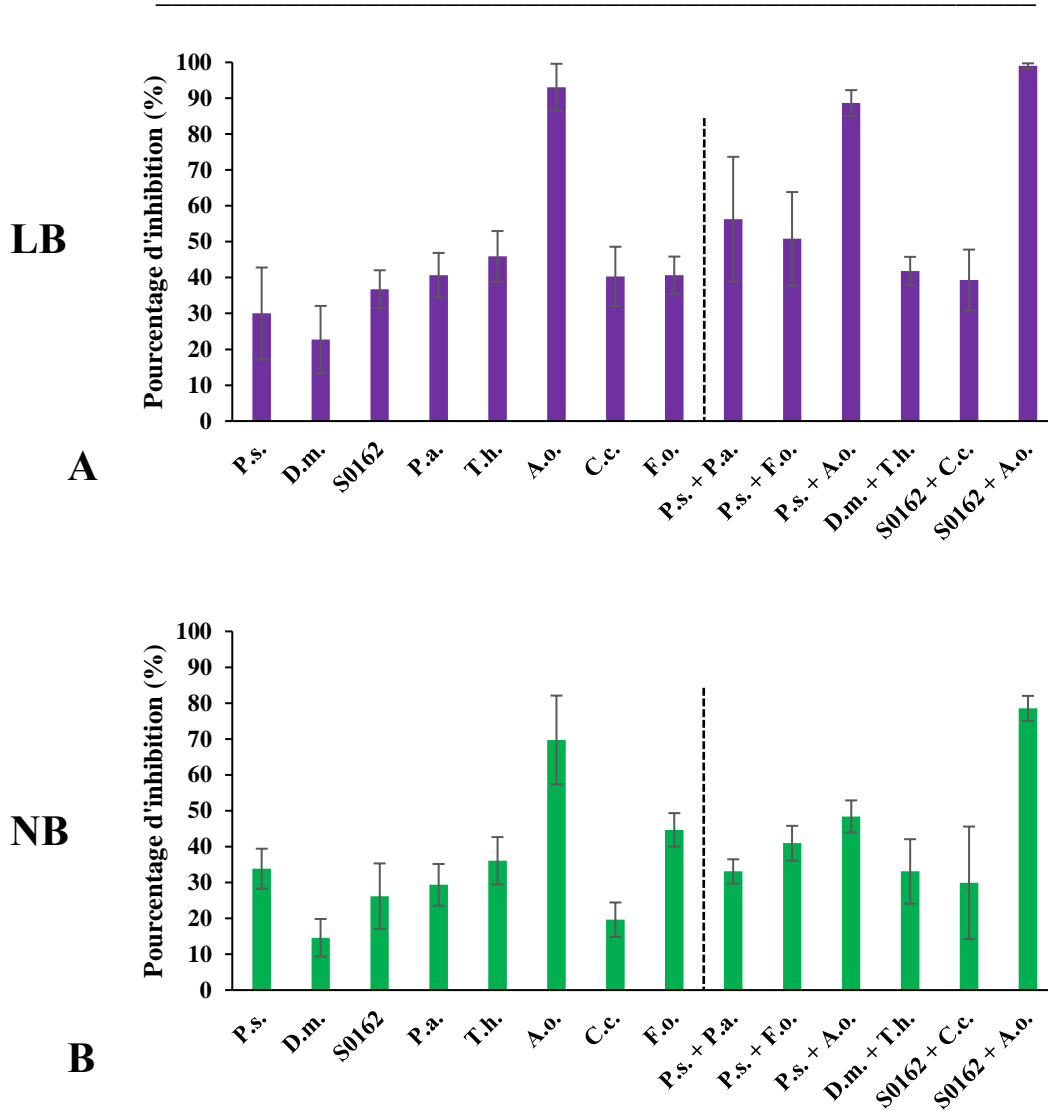 LB
A
Pourcentage d'inhibition (%)
100
90
80
70
60
50
40
30
20
10
0
P.s.
D.m.
S0162
P.a.
T.h.
A.o.
C.c.
F.o.
P.s. + P.a.
P.s. + F.o.
P.s. + A.o.
D.m. + T.h.
S0162 + C.c.
S0162 + A.o.
NB
B
Pourcentage d'inhibition (%)
100
90
80
70
60
50
40
30
20
10
0
P.s.
D.m.
S0162
P.a.
T.h.
A.o.
C.c.
F.o.
P.s. + P.a.
P.s. + F.o.
P.s. + A.o.
D.m. + T.h.
S0162 + C.c.
S0162 + A.o.